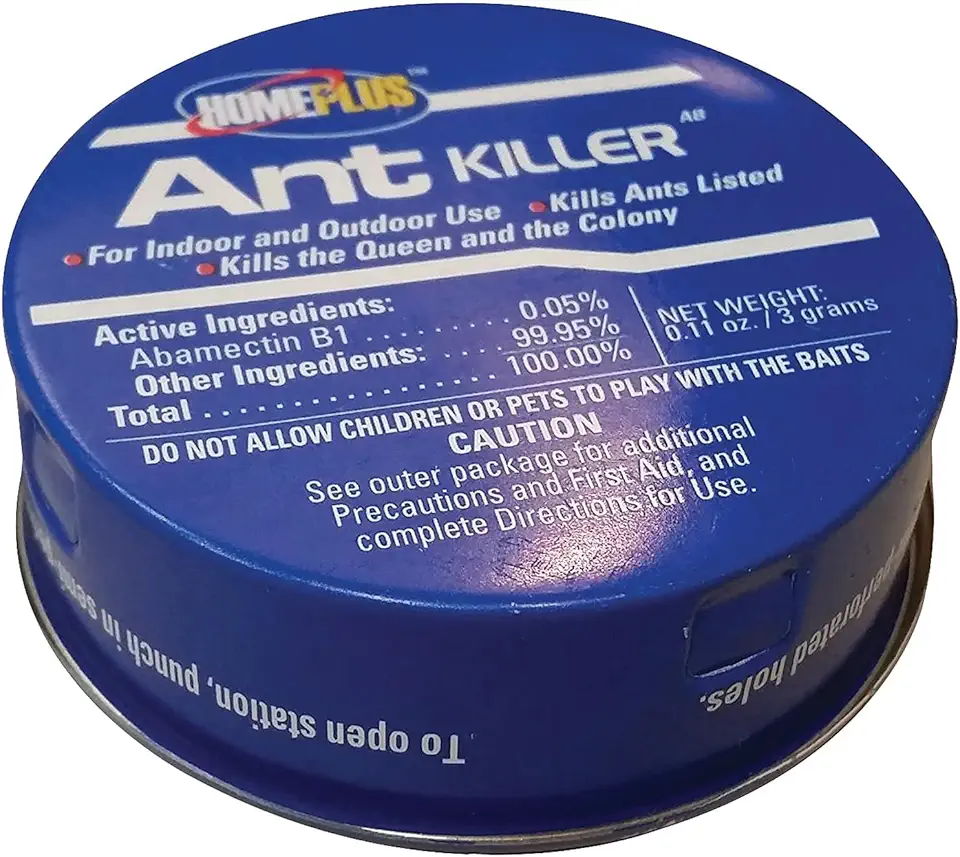 HOMEPLUS™
Ant KILLER AB
• For Indoor and Outdoor Use • Kills Ants Listed
• Kills the Queen and the Colony
Active Ingredients:
Abamectin B1 . . . . . . . . 0.05%
Other Ingredients: . . . . 99.95%
Total . . . . . . . . . . . . . . . . 100.00%
NET WEIGHT:
0.11 oz. / 3 grams
DO NOT ALLOW CHILDREN OR PETS TO PLAY WITH THE BAITS
CAUTION
See outer package for additional
Precautions and First Aid, and
complete Directions for Use.
To open station, punch in
perforated holes.